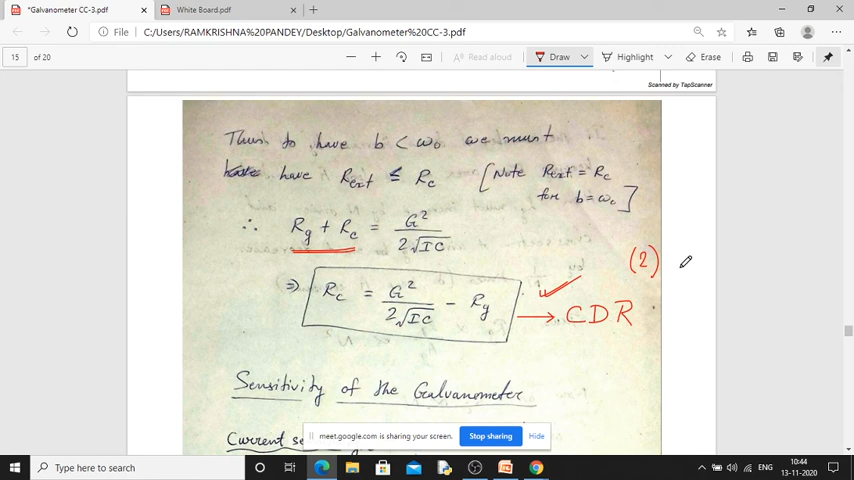 *Galvanometer CC-3.pdf
White Board.pdf
File | C:/Users/RAMKRISHNA%20PANDEY/Desktop/Galvanometer%20CC-3.pdf
15 of 20
Read aloud
Draw
Highlight
Erase
Scanned by TapScanner
Thus to have b < ω₀ we must
have have R_ext ≤ R_c [Note R_ext = R_c
for b = ω₀]
∴ R_g + R_c = G² / 2√IC
(2)
⇒ R_c = G² / 2√IC − R_g
→ CDR
Sensitivity of the Galvanometer
Current se
meet.google.com is sharing your screen.
Stop sharing
Hide
Type here to search
ENG
10:44
13-11-2020